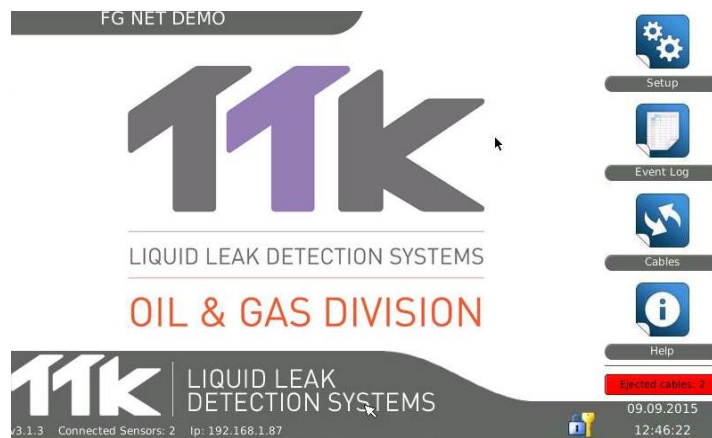 FG NET DEMO
TTK
LIQUID LEAK DETECTION SYSTEMS
OIL & GAS DIVISION
Setup
Event Log
Cables
Help
Ejected cables: 2
TTK
LIQUID LEAK
DETECTION SYSTEMS
v3.1.3 Connected Sensors: 2 Ip: 192.168.1.87
09.09.2015
12:46:22